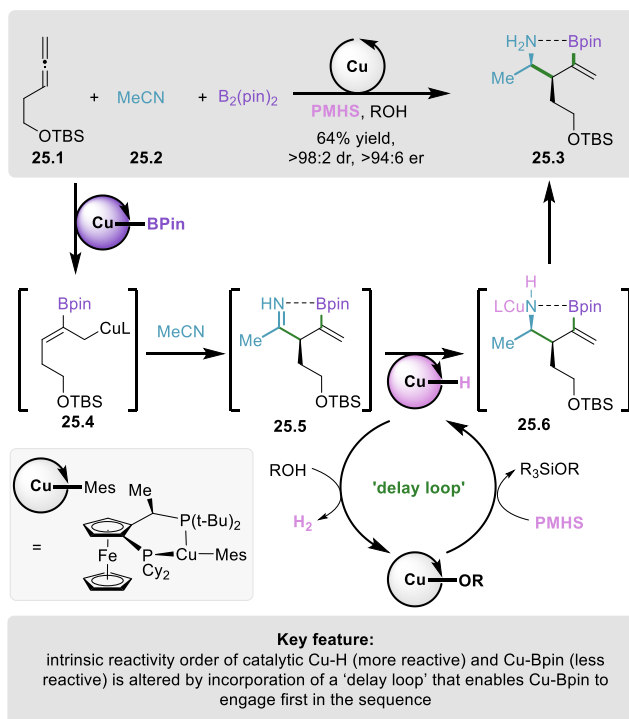 OTBS
25.1
+
MeCN
25.2
+ B2(pin)2
Cu
PMHS, ROH
64% yield,
>98:2 dr, >94:6 er
H2N
Bpin
Me
OTBS
25.3
Cu
BPin
Bpin
CuL
OTBS
25.4
MeCN
HN
Bpin
Me
OTBS
25.5
Cu
H
H
LCuN
Bpin
Me
OTBS
25.6
ROH
H2
'delay loop'
R3SiOR
PMHS
Cu
OR
Cu
Mes
=
Me
P(t-Bu)2
Fe
P
Cu
Mes
Cy2
Key feature:
intrinsic reactivity order of catalytic Cu-H (more reactive) and Cu-Bpin (less
reactive) is altered by incorporation of a ‘delay loop’ that enables Cu-Bpin to
engage first in the sequence